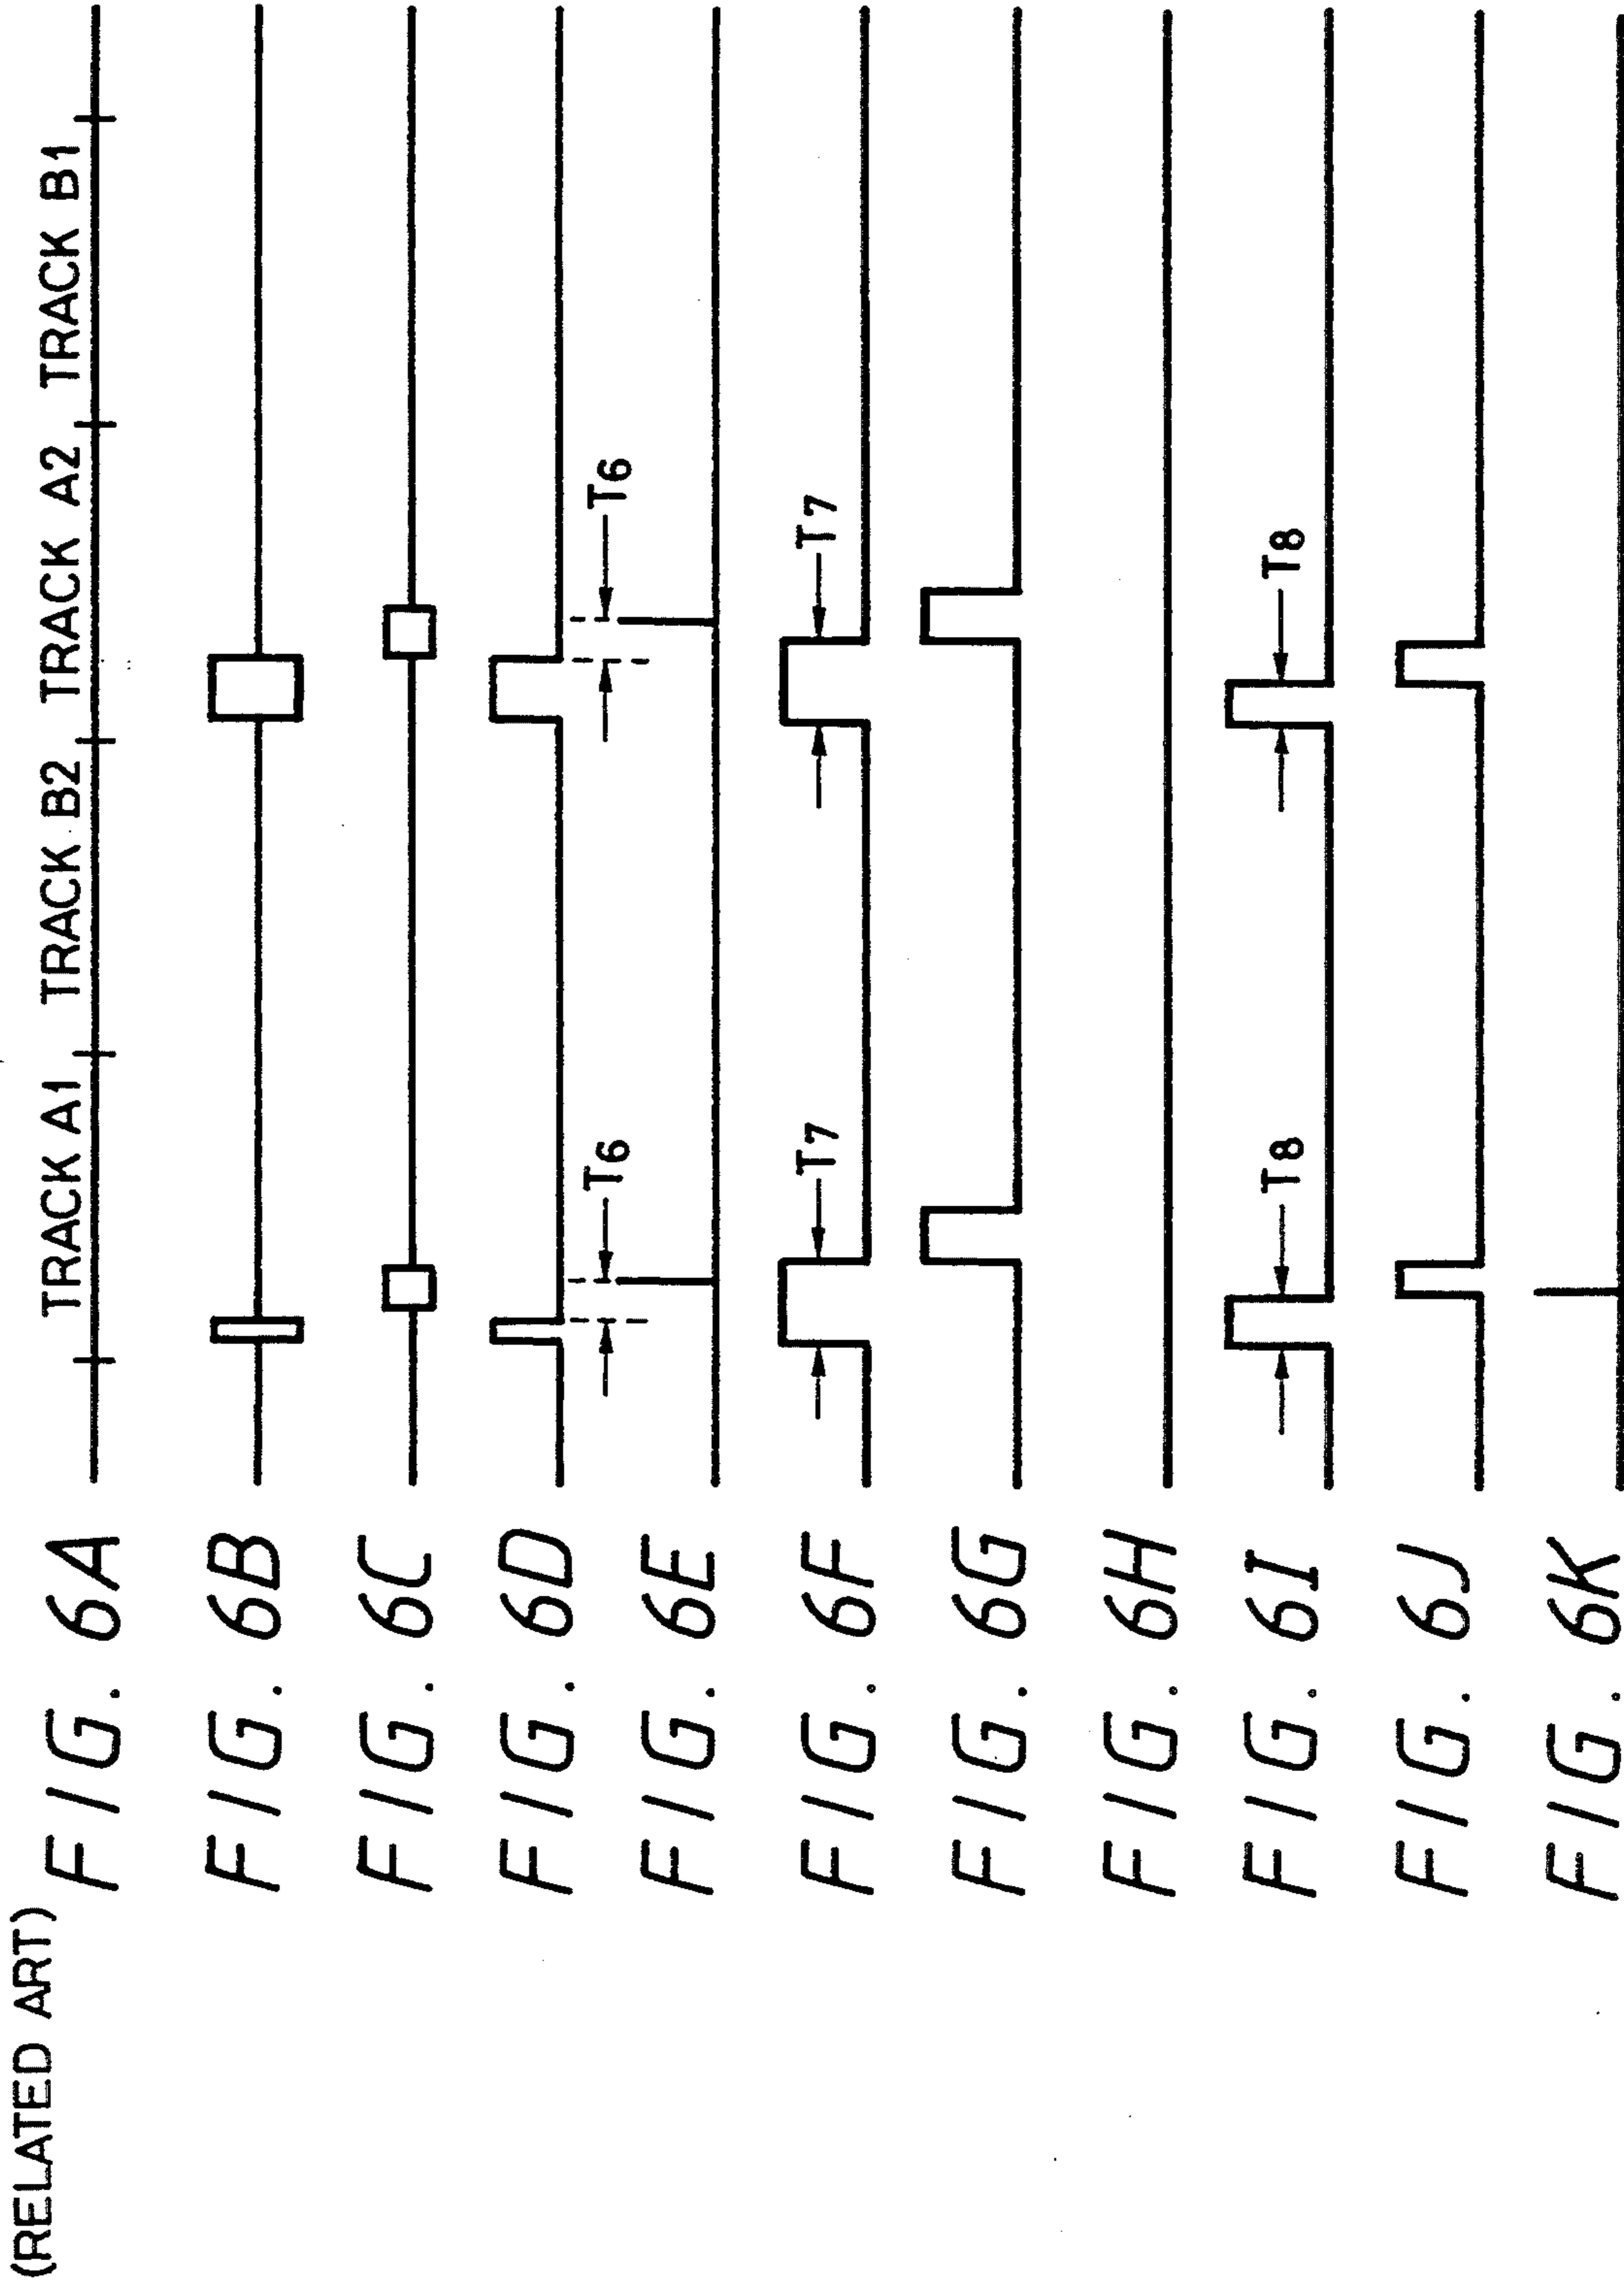 (RELATED ART)
FIG. 6A
TRACK A1 TRACK B2 TRACK A2 TRACK B1
FIG. 6B
FIG. 6C
FIG. 6D
T6 T6
FIG. 6E
FIG. 6F
T7 T7
FIG. 6G
FIG. 6H
FIG. 6I
T8 T8
FIG. 6J
FIG. 6K